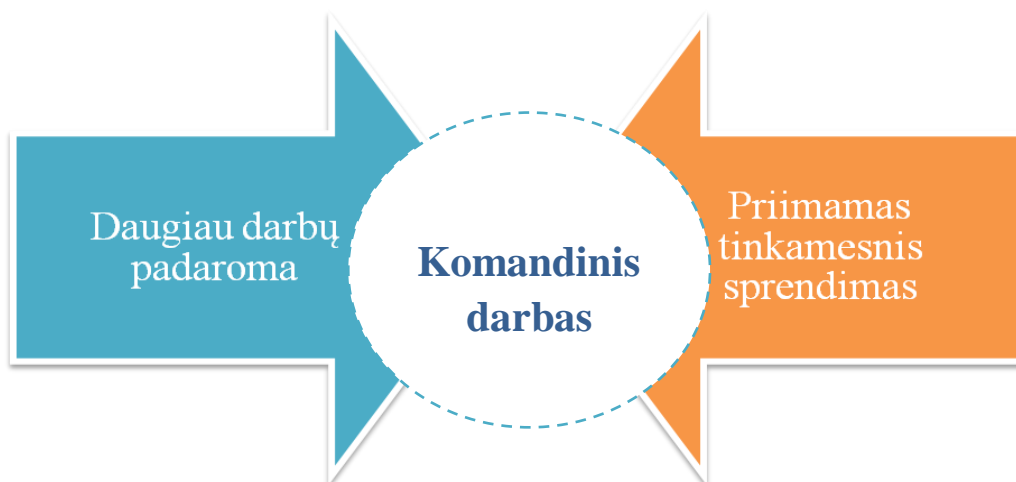 Daugiau darbų
padaroma
Komandinis
darbas
Priimamas
tinkamesnis
sprendimas